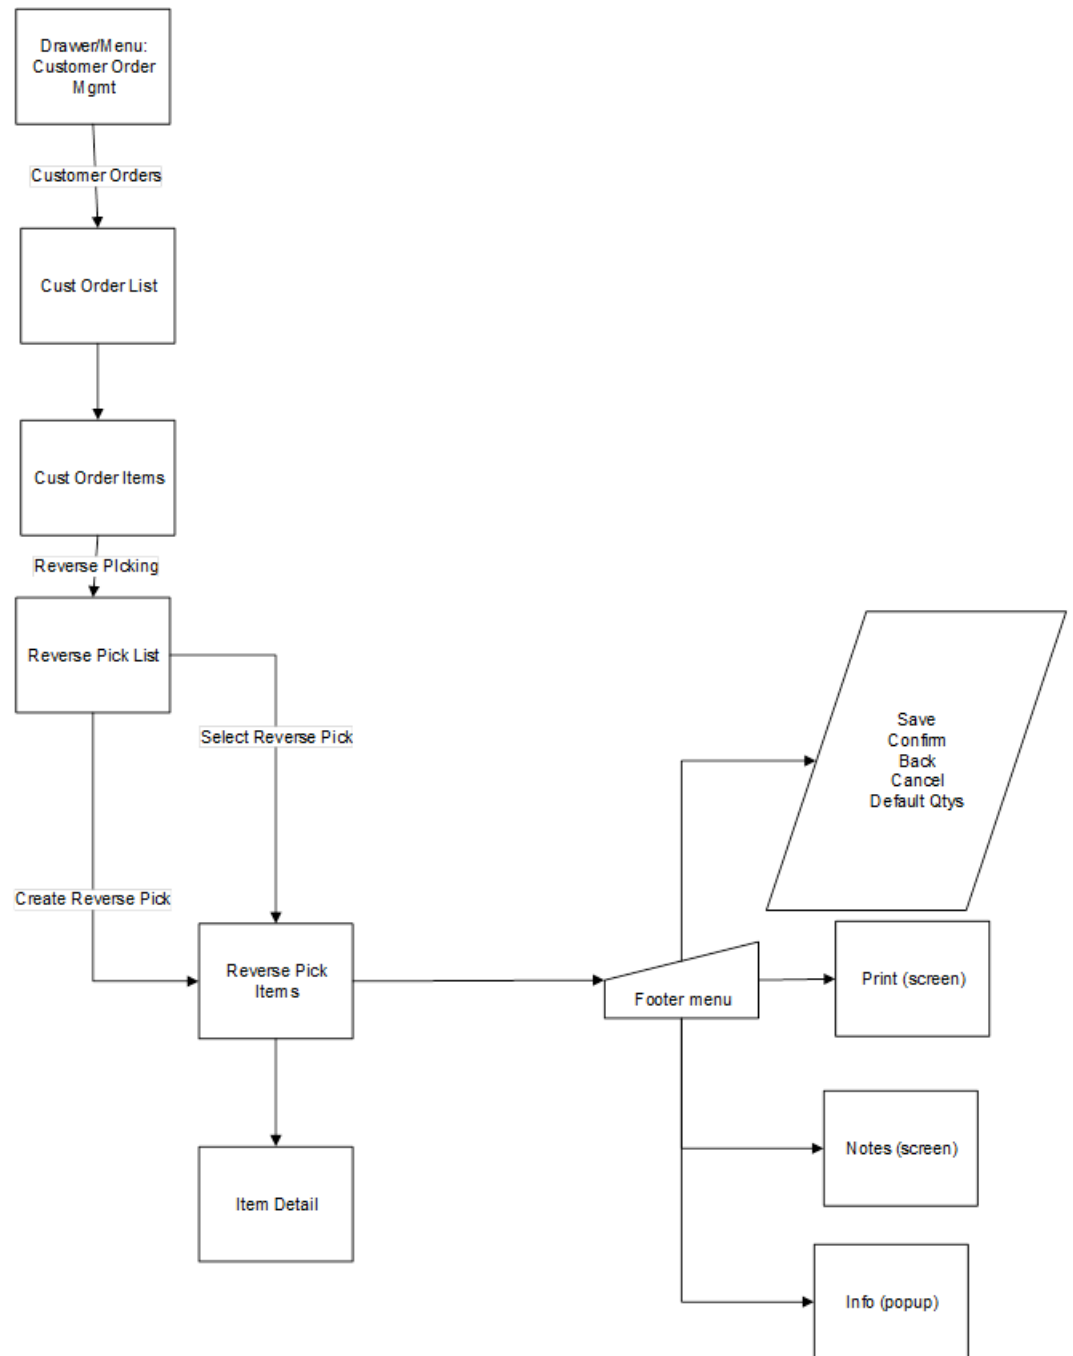 Drawer/Menu:
Customer Order
Mgmt
Customer Orders
Cust Order List
Cust Order Items
Reverse PIcking
Reverse Pick List
Select Reverse Pick
Create Reverse Pick
Reverse Pick
Items
Item Detail
Footer menu
Save
Confirm
Back
Cancel
Default Qtys
Print (screen)
Notes (screen)
Info (popup)